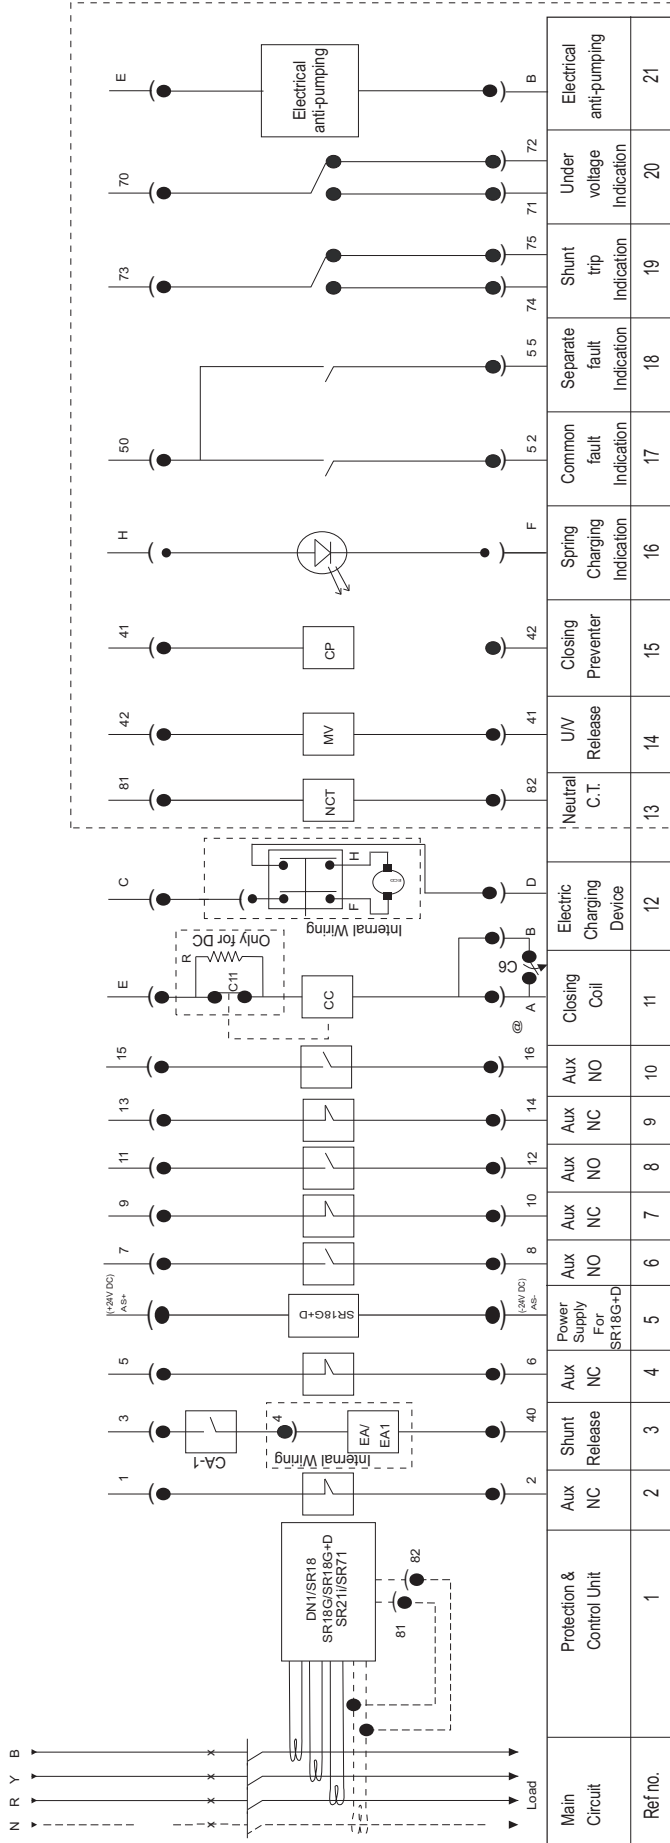 N
R
Y
B
1
3
5
(+24V DC)
AS+
7
9
11
13
15
E
C
81
42
41
H
50
73
70
E
CA-1
4
Internal Wiring
EA/
EA1
SR18G+D
R
Only for DC
C11
CC
Internal Wiring
F
H
NCT
MV
CP
Electrical
anti-pumping
DN1/SR18
SR18G/SR18G+D
SR21i/SR71
81
82
Load
2
40
6
(-24V DC)
AS-
8
10
12
14
16
@
A
C6
B
D
82
41
42
F
5 2
5 5
74
75
71
72
B
Main
Circuit
Protection &
Control Unit
Aux
NC
Shunt
Release
Aux
NC
Power
Supply
For
SR18G+D
Aux
NO
Aux
NC
Aux
NO
Aux
NC
Aux
NO
Closing
Coil
Electric
Charging
Device
Neutral
C.T.
U/V
Release
Closing
Preventer
Spring
Charging
Indication
Common
fault
Indication
Separate
fault
Indication
Shunt
trip
Indication
Under
voltage
Indication
Electrical
anti-pumping
Ref no.
1
2
3
4
5
6
7
8
9
10
11
12
13
14
15
16
17
18
19
20
21